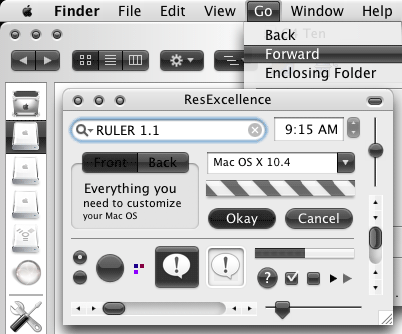 Finder File Edit View Go Window Help
Back
Forward
Enclosing Folder
ResExcellence
RULER 1.1
9:15 AM
Front Back
Mac OS X 10.4
Everything you
need to customize
your Mac OS
Okay
Cancel
?